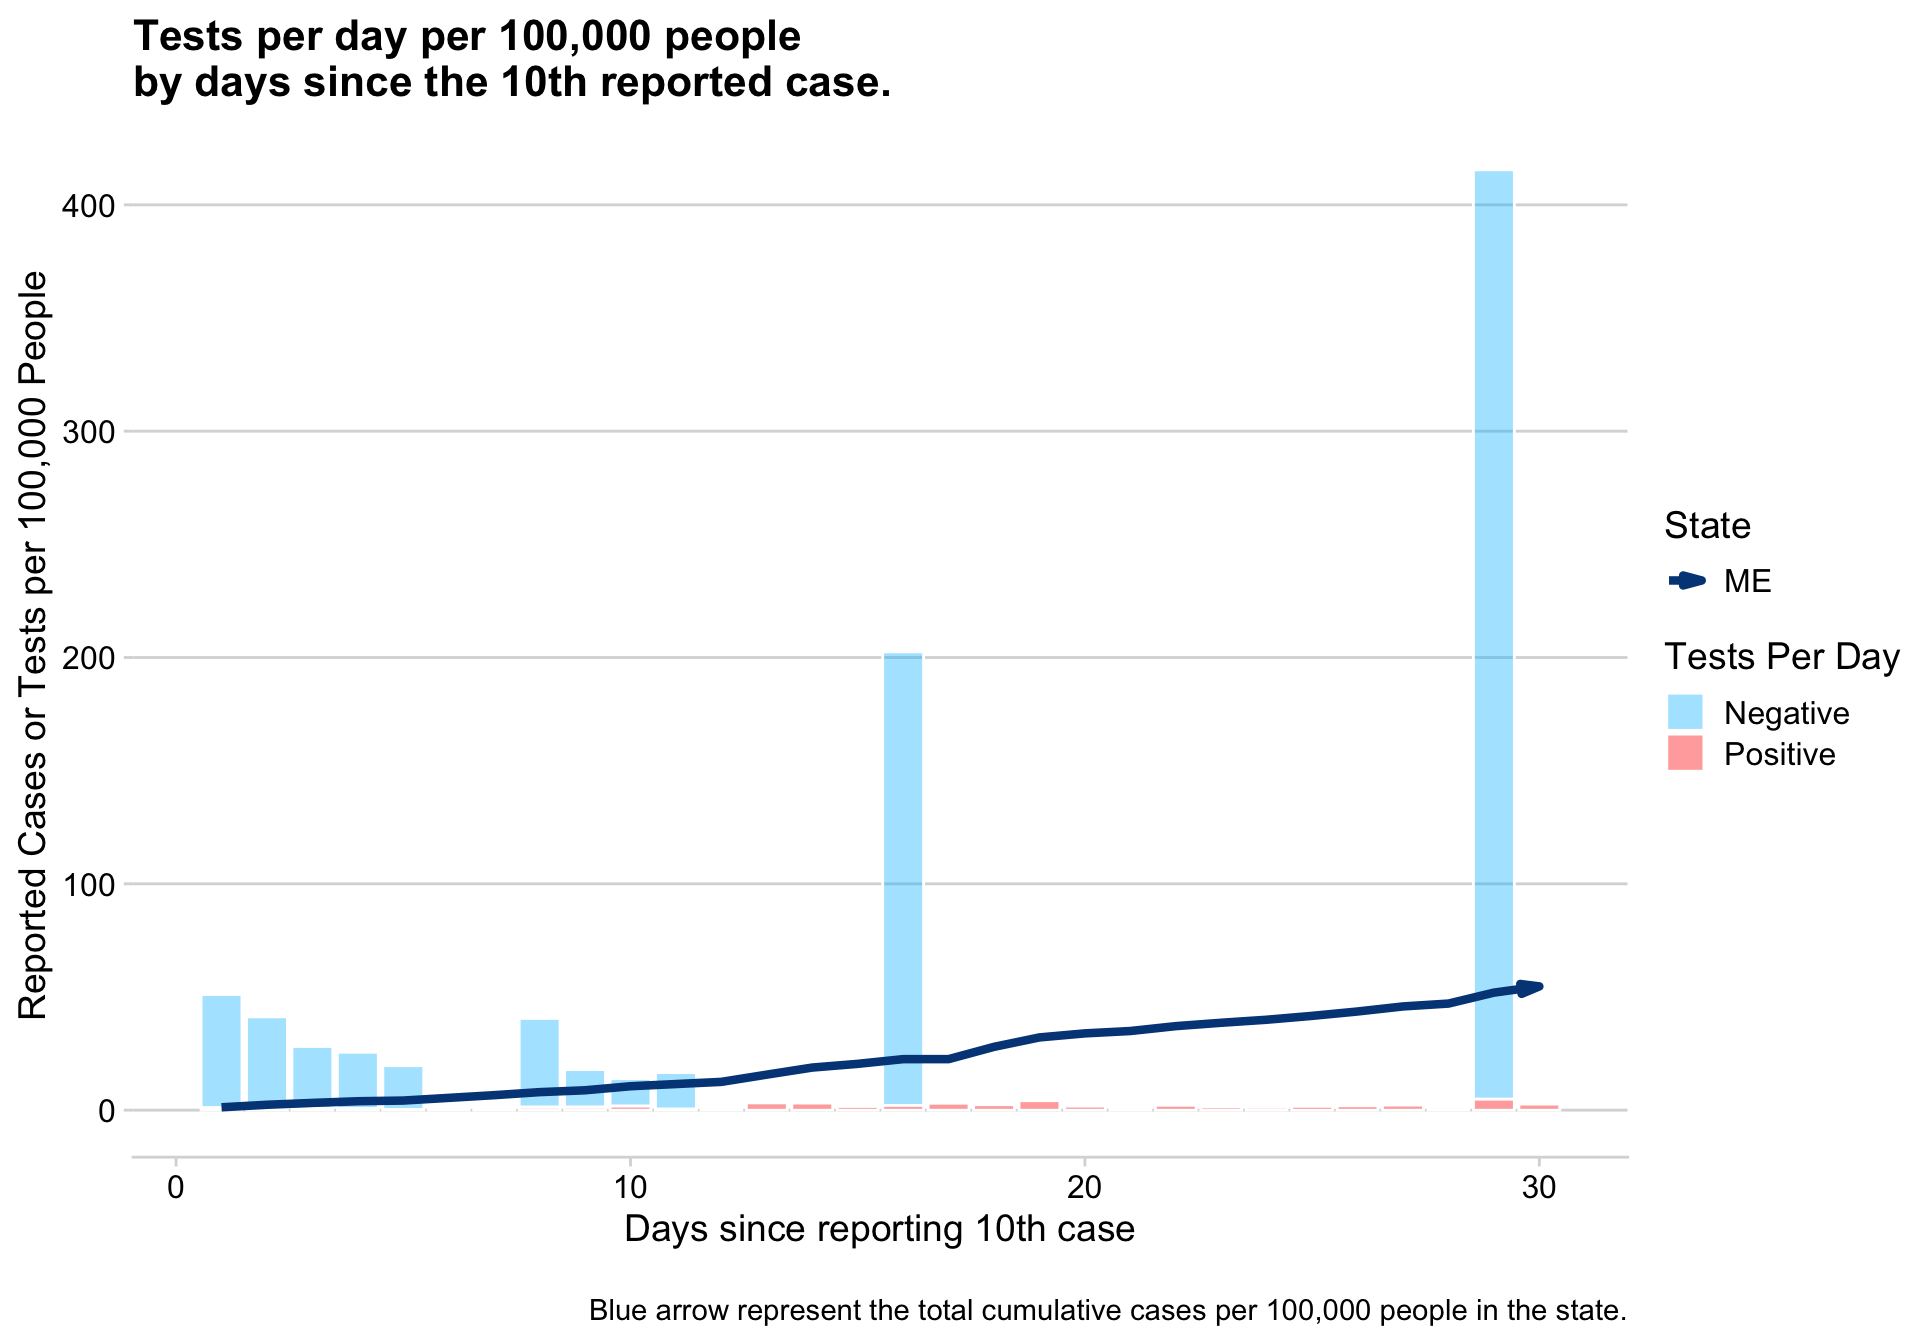 Tests per day per 100,000 people
by days since the 10th reported case.
Reported Cases or Tests per 100,000 People
400
300
200
100
0
0
10
20
30
Days since reporting 10th case
State
ME
Tests Per Day
Negative
Positive
Blue arrow represent the total cumulative cases per 100,000 people in the state.